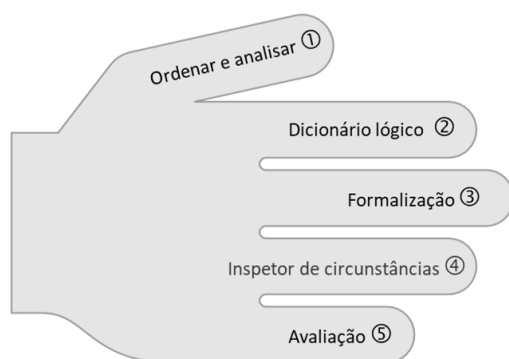 Ordenar e analisar ①
Dicionário lógico ②
Formalização ③
Inspetor de circunstâncias ④
Avaliação ⑤